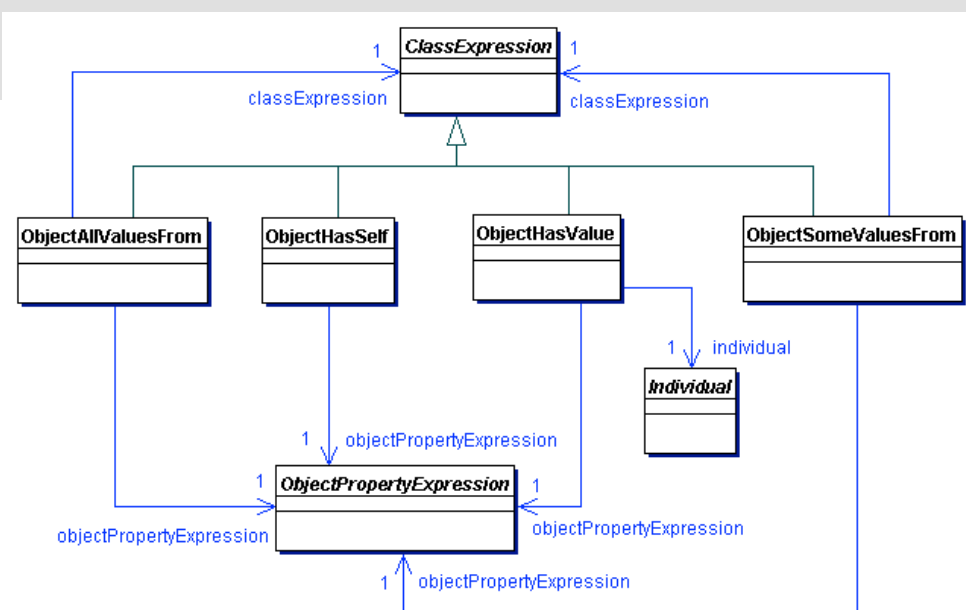 ClassExpression
1
1
classExpression
classExpression
ObjectAllValuesFrom
ObjectHasSelf
ObjectHasValue
ObjectSomeValuesFrom
1
individual
Individual
1
objectPropertyExpression
1
ObjectPropertyExpression
1
objectPropertyExpression
objectPropertyExpression
1
objectPropertyExpression